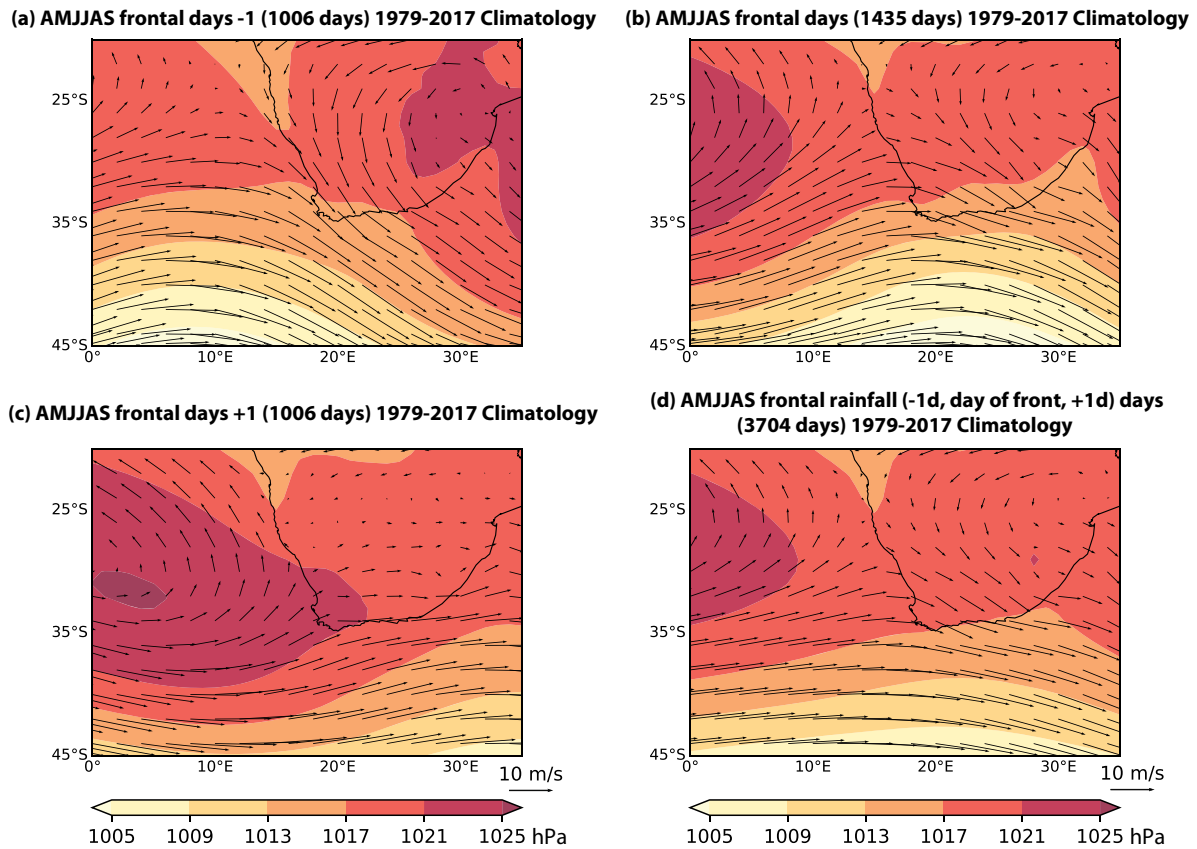 (a) AMJJAS frontal days -1 (1006 days) 1979-2017 Climatology
(b) AMJJAS frontal days (1435 days) 1979-2017 Climatology
25°S
35°S
45°S
0°
10°E
20°E
30°E
25°S
35°S
45°S
0°
10°E
20°E
30°E
(c) AMJJAS frontal days +1 (1006 days) 1979-2017 Climatology
(d) AMJJAS frontal rainfall (-1d, day of front, +1d) days
(3704 days) 1979-2017 Climatology
25°S
35°S
45°S
0°
10°E
20°E
30°E
10 m/s
25°S
35°S
45°S
0°
10°E
20°E
30°E
10 m/s
1005 1009 1013 1017 1021 1025 hPa
1005 1009 1013 1017 1021 1025 hPa